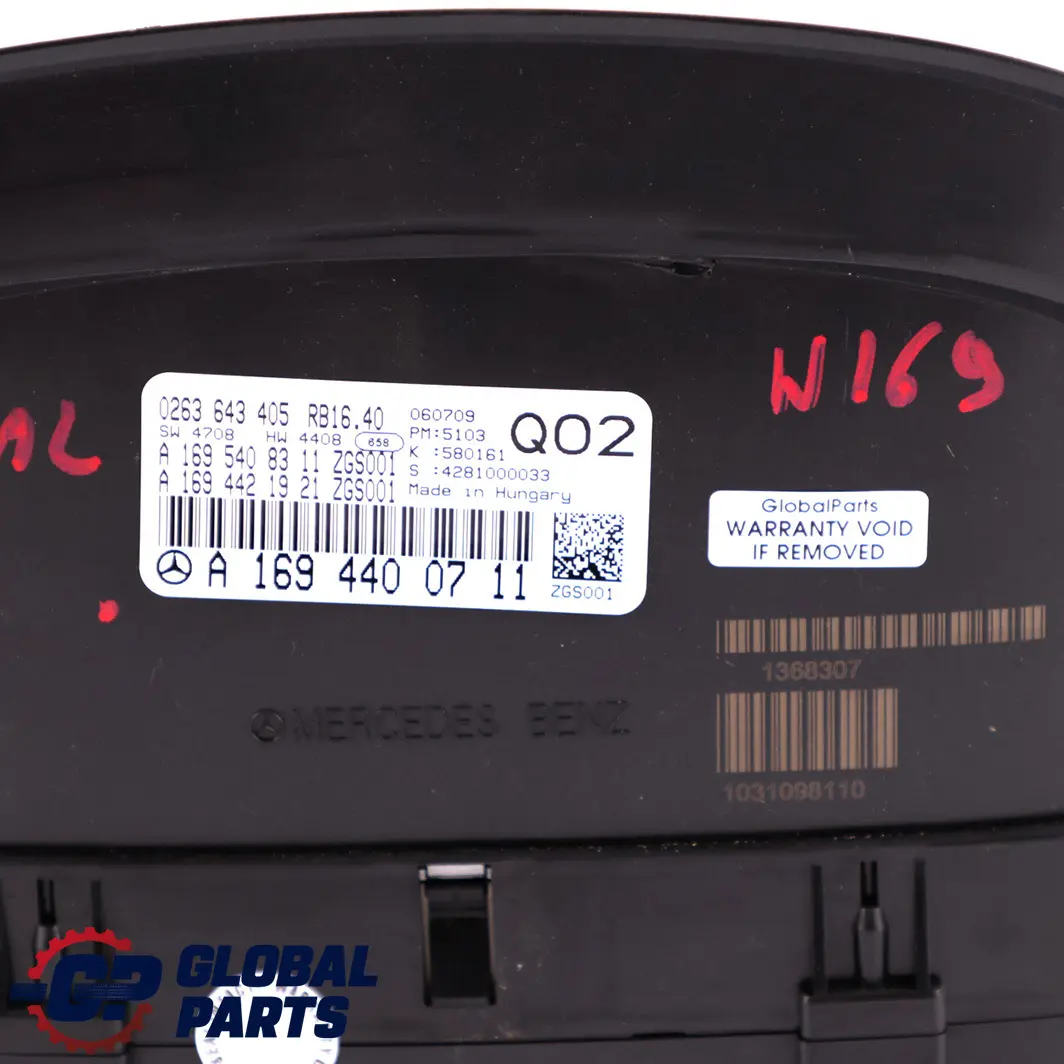 W169
AL
0263 643 405 RB16.40
SW 4708 HW 4408 658
A 169 540 83 11 ZGS001
A 169 442 19 21 ZGS001
060709
PM:5103
K :580161
S :4281000033
Made in Hungary
Q02
A 169 440 07 11
ZGS001
GlobalParts
WARRANTY VOID
IF REMOVED
1368307
MERCEDES BENZ
1031098110
GP GLOBAL
PARTS